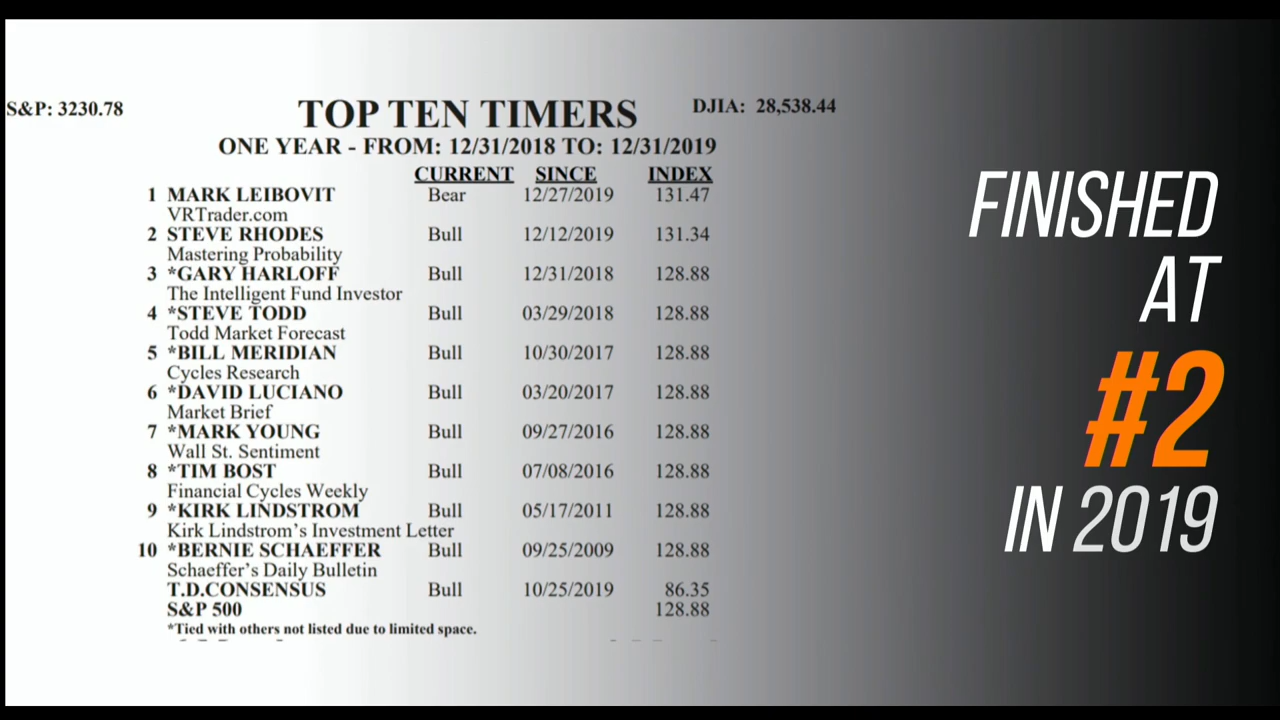 S&P: 3230.78
TOP TEN TIMERS
DJIA: 28,538.44
ONE YEAR - FROM: 12/31/2018 TO: 12/31/2019
CURRENT SINCE INDEX
1 MARK LEIBOVIT Bear 12/27/2019 131.47
VRTrader.com
2 STEVE RHODES Bull 12/12/2019 131.34
Mastering Probability
3 *GARY HARLOFF Bull 12/31/2018 128.88
The Intelligent Fund Investor
4 *STEVE TODD Bull 03/29/2018 128.88
Todd Market Forecast
5 *BILL MERIDIAN Bull 10/30/2017 128.88
Cycles Research
6 *DAVID LUCIANO Bull 03/20/2017 128.88
Market Brief
7 *MARK YOUNG Bull 09/27/2016 128.88
Wall St. Sentiment
8 *TIM BOST Bull 07/08/2016 128.88
Financial Cycles Weekly
9 *KIRK LINDSTROM Bull 05/17/2011 128.88
Kirk Lindstrom's Investment Letter
10 *BERNIE SCHAEFFER Bull 09/25/2009 128.88
Schaeffer's Daily Bulletin
T.D.CONSENSUS Bull 10/25/2019 86.35
S&P 500 128.88
*Tied with others not listed due to limited space.
FINISHED
AT
#2
IN 2019